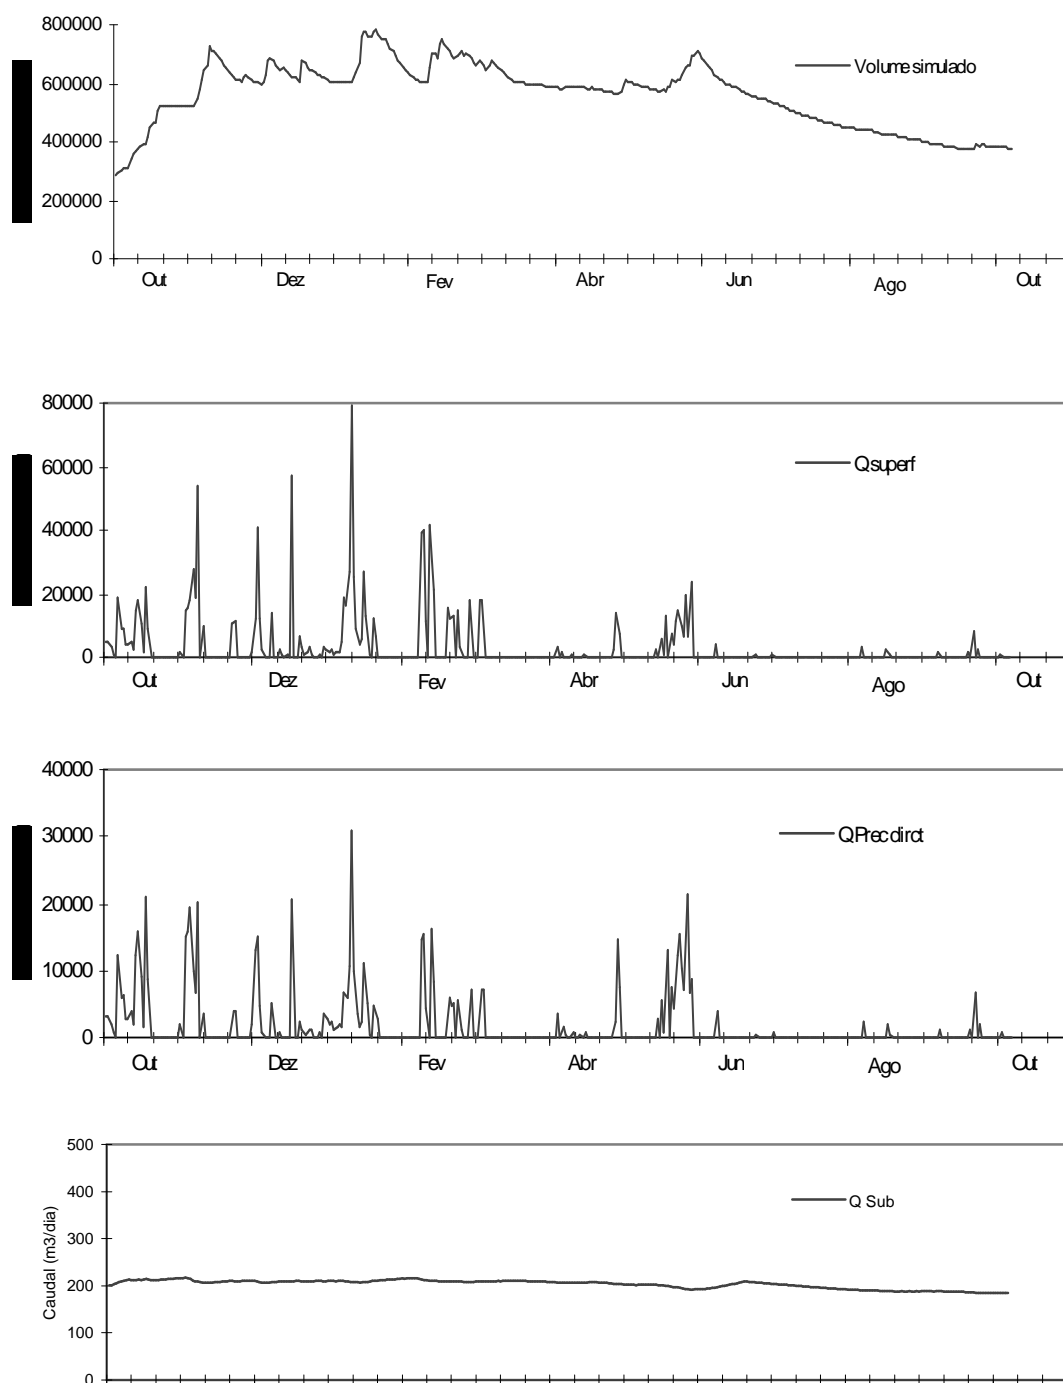 800000
Volume simulado
600000
400000
200000
0
Out Dez Fev Abr Jun Ago Out
80000
Qsuperf
60000
40000
20000
0
Out Dez Fev Abr Jun Ago Out
40000
QPrecdirct
30000
20000
10000
0
Out Dez Fev Abr Jun Ago Out
500
400
Q Sub
300
200
100
0
Caudal (m3/dia)